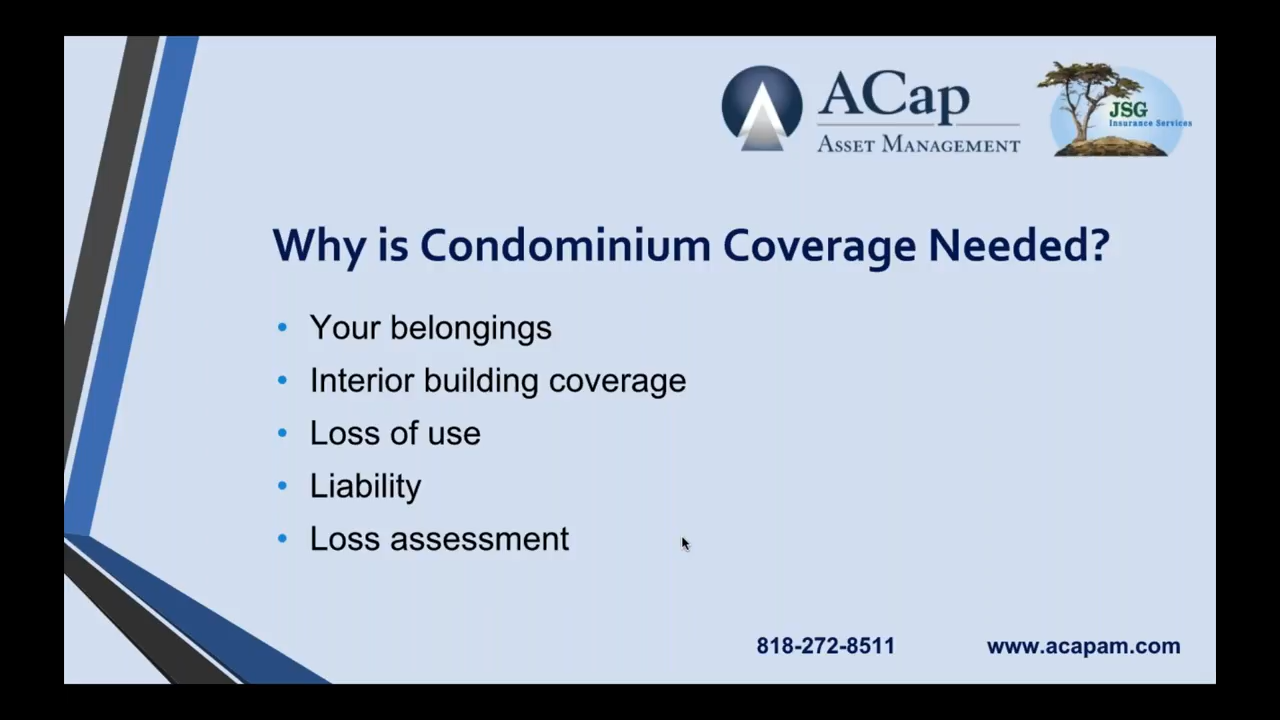 ACap
ASSET MANAGEMENT
JSG
Insurance Services
Why is Condominium Coverage Needed?
• Your belongings
• Interior building coverage
• Loss of use
• Liability
• Loss assessment
818-272-8511
www.acapam.com